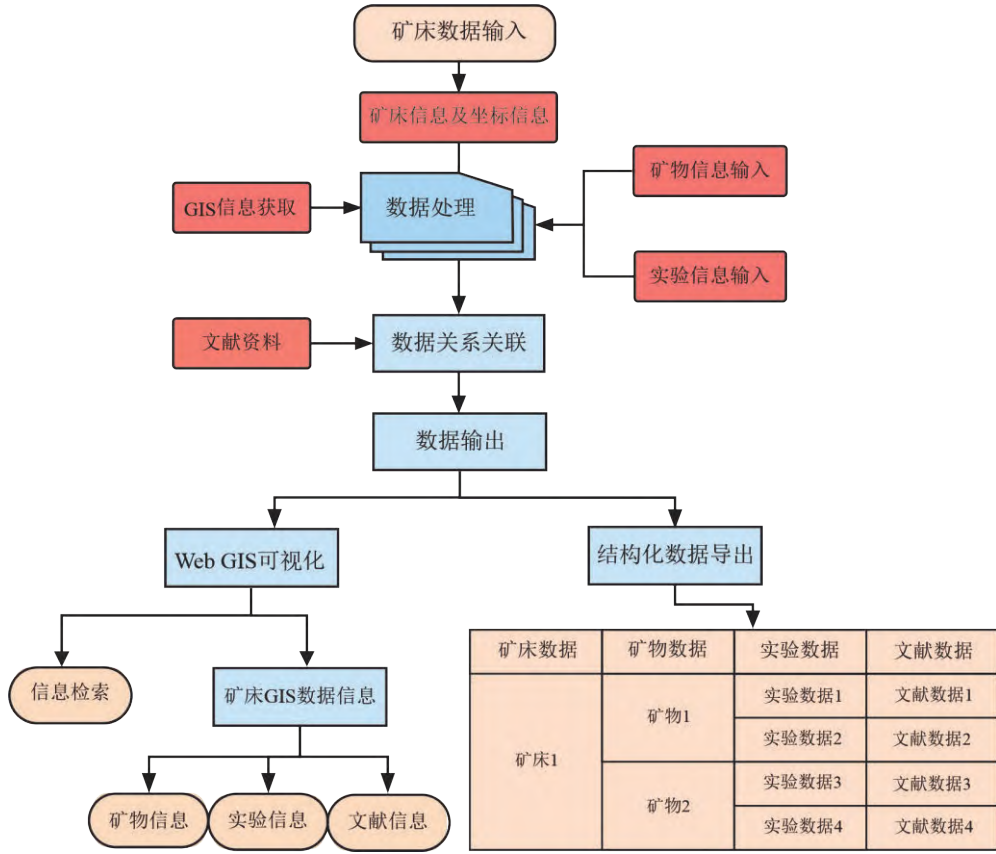 矿床数据输入
矿床信息及坐标信息
矿物信息输入
GIS信息获取
数据处理
实验信息输入
文献资料
数据关系关联
数据输出
Web GIS可视化
结构化数据导出
信息检索
矿床GIS数据信息
矿物信息
实验信息
文献信息
矿床数据 矿物数据 实验数据 文献数据
矿床1
矿物1
实验数据1 文献数据1
实验数据2 文献数据2
矿物2
实验数据3 文献数据3
实验数据4 文献数据4